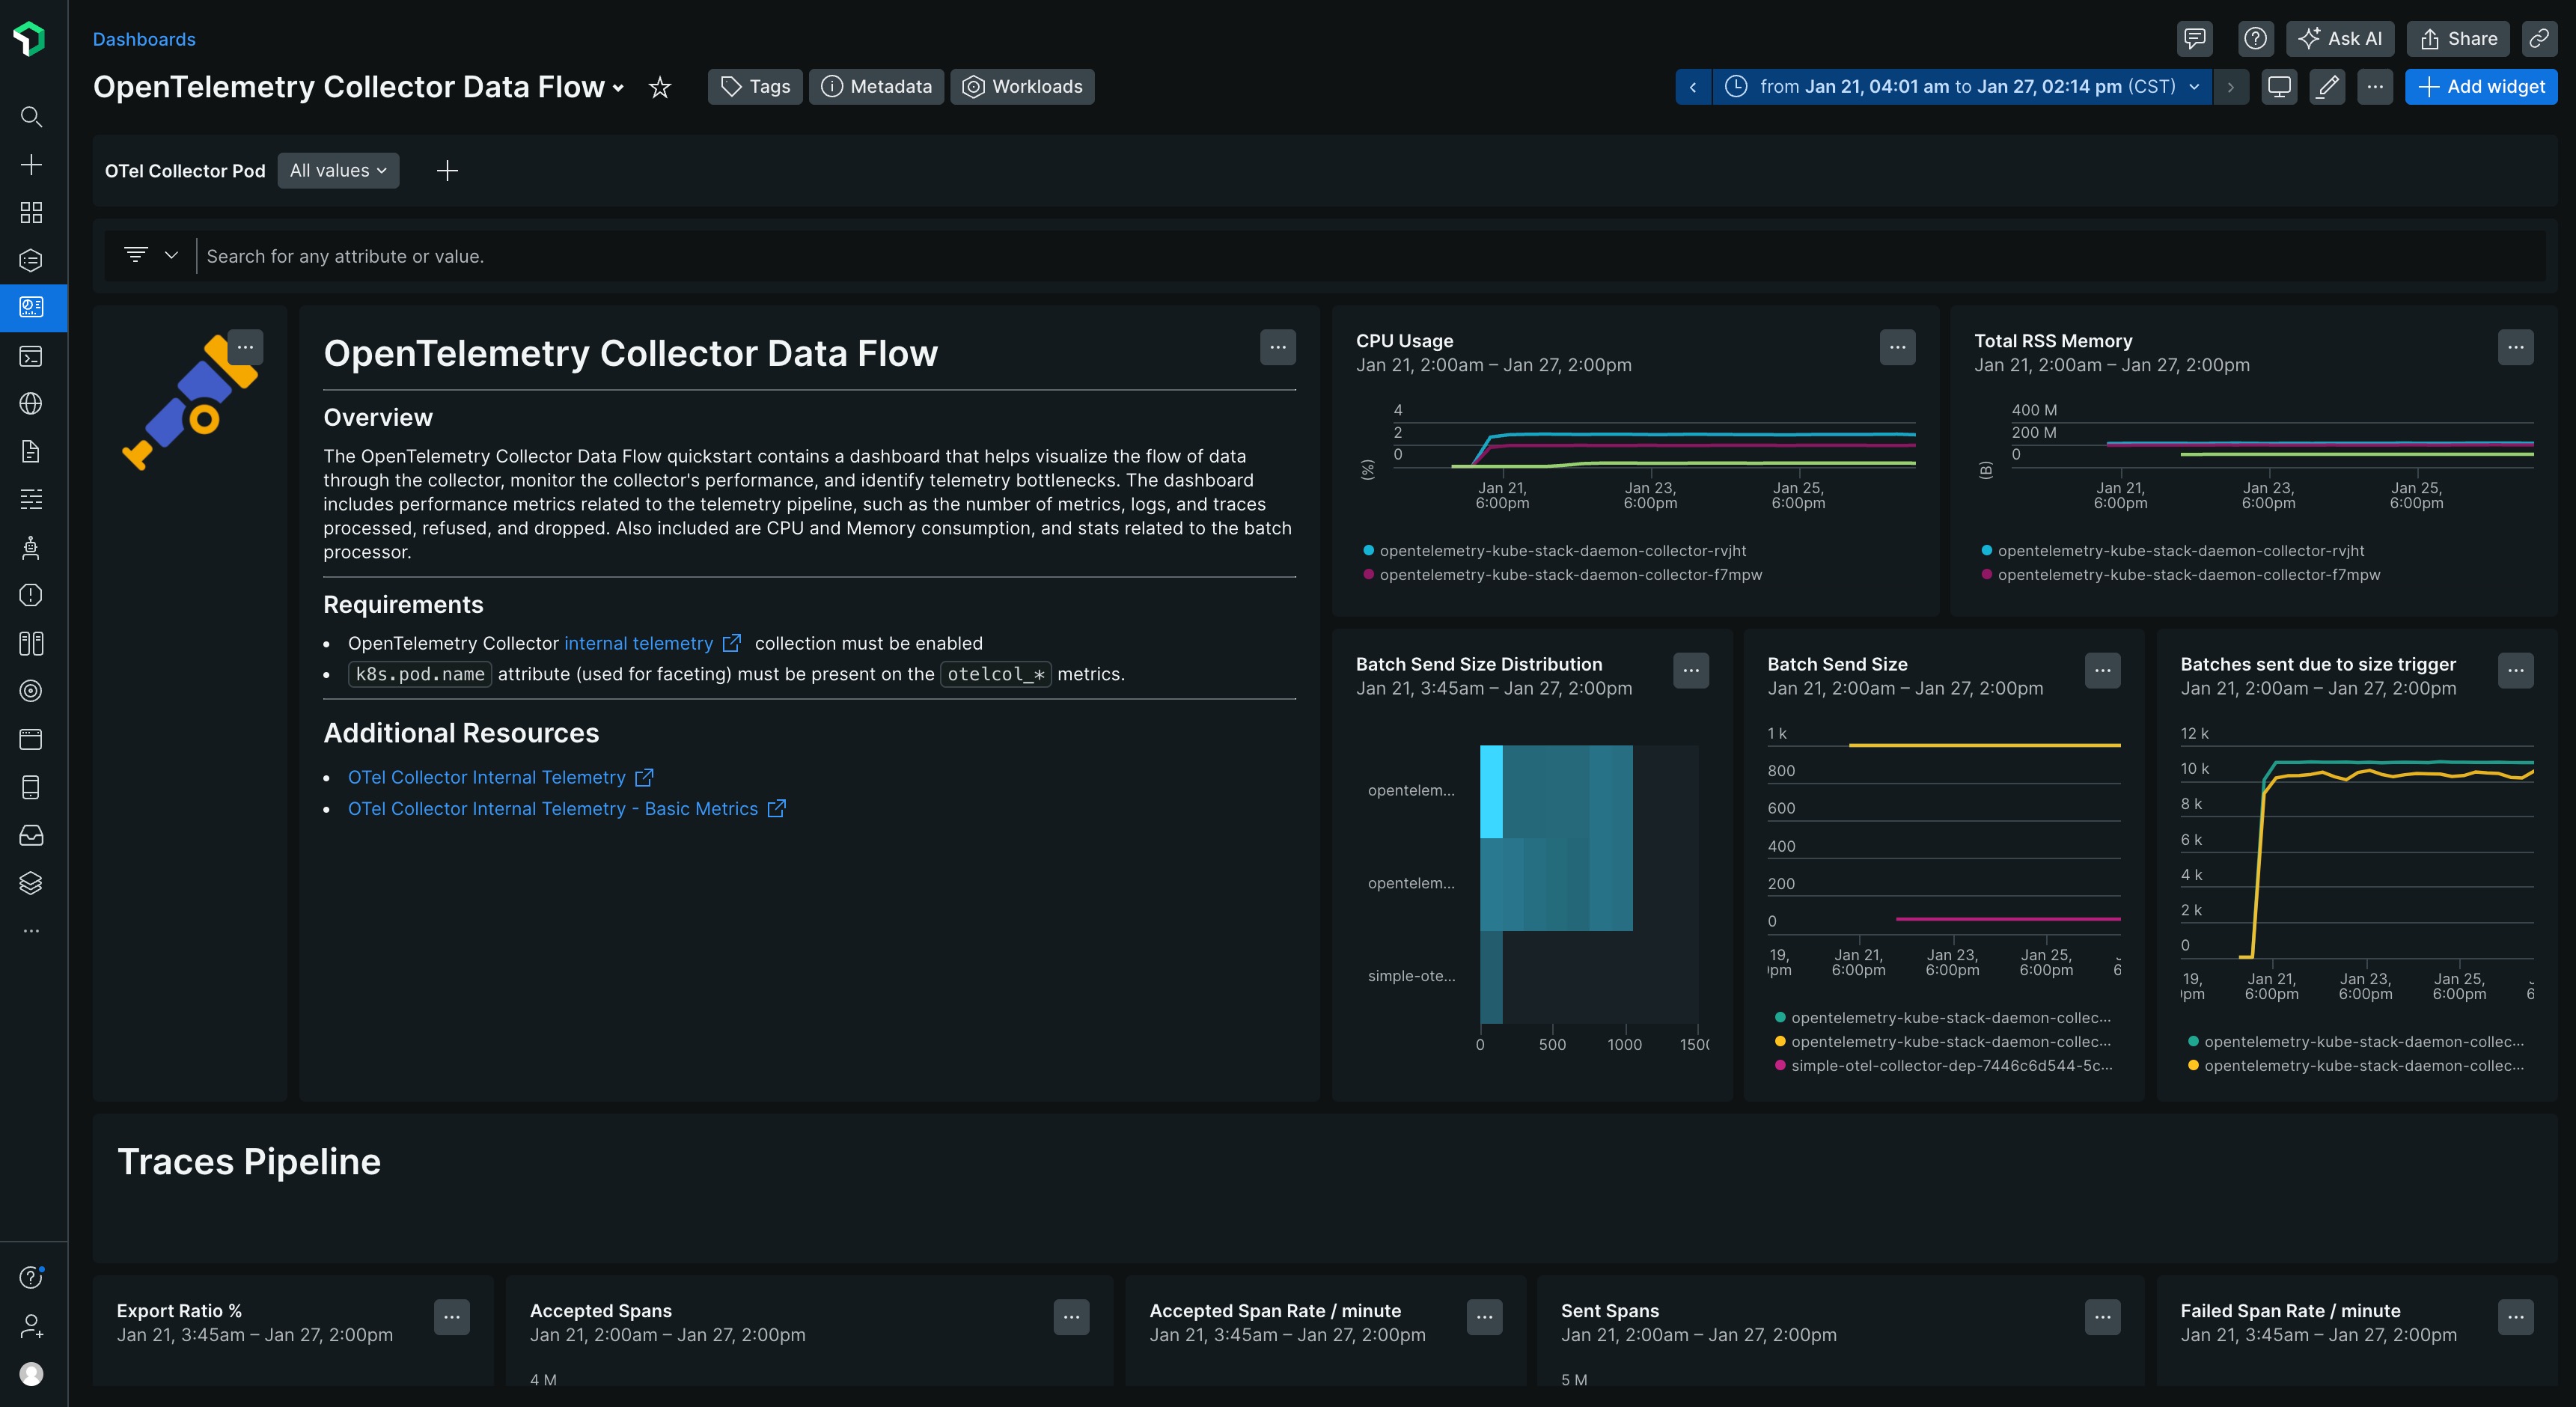 Dashboards
Ask AI
Share
OpenTelemetry Collector Data Flow
Tags
Metadata
Workloads
from Jan 21, 04:01 am to Jan 27, 02:14 pm (CST)
Add widget
OTel Collector Pod
All values
Search for any attribute or value.
OpenTelemetry Collector Data Flow
Overview
The OpenTelemetry Collector Data Flow quickstart contains a dashboard that helps visualize the flow of data
through the collector, monitor the collector's performance, and identify telemetry bottlenecks. The dashboard
includes performance metrics related to the telemetry pipeline, such as the number of metrics, logs, and traces
processed, refused, and dropped. Also included are CPU and Memory consumption, and stats related to the batch
processor.
Requirements
• OpenTelemetry Collector internal telemetry collection must be enabled
• k8s.pod.name attribute (used for faceting) must be present on the otelcol_* metrics.
Additional Resources
• OTel Collector Internal Telemetry
• OTel Collector Internal Telemetry - Basic Metrics
CPU Usage
Jan 21, 2:00am – Jan 27, 2:00pm
4
2
0
(%)
Jan 21, 6:00pm
Jan 23, 6:00pm
Jan 25, 6:00pm
opentelemetry-kube-stack-daemon-collector-rvjht
opentelemetry-kube-stack-daemon-collector-f7mpw
Total RSS Memory
Jan 21, 2:00am – Jan 27, 2:00pm
400 M
200 M
0
(B)
Jan 21, 6:00pm
Jan 23, 6:00pm
Jan 25, 6:00pm
opentelemetry-kube-stack-daemon-collector-rvjht
opentelemetry-kube-stack-daemon-collector-f7mpw
Batch Send Size Distribution
Jan 21, 3:45am – Jan 27, 2:00pm
opentelem...
opentelem...
simple-ote...
0
500
1000
Batch Send Size
Jan 21, 2:00am – Jan 27, 2:00pm
1 k
800
600
400
200
0
19,
pm
Jan 21, 6:00pm
Jan 23, 6:00pm
Jan 25, 6:00pm
6
opentelemetry-kube-stack-daemon-collec...
opentelemetry-kube-stack-daemon-collec...
simple-otel-collector-dep-7446c6d544-5c...
Batches sent due to size trigger
Jan 21, 2:00am – Jan 27, 2:00pm
12 k
10 k
8 k
6 k
4 k
2 k
0
19,
pm
Jan 21, 6:00pm
Jan 23, 6:00pm
Jan 25, 6:00pm
6
opentelemetry-kube-stack-daemon-collec...
opentelemetry-kube-stack-daemon-collec...
Traces Pipeline
Export Ratio %
Jan 21, 3:45am – Jan 27, 2:00pm
Accepted Spans
Jan 21, 2:00am – Jan 27, 2:00pm
4 M
Accepted Span Rate / minute
Jan 21, 3:45am – Jan 27, 2:00pm
Sent Spans
Jan 21, 2:00am – Jan 27, 2:00pm
5 M
Failed Span Rate / minute
Jan 21, 3:45am – Jan 27, 2:00pm